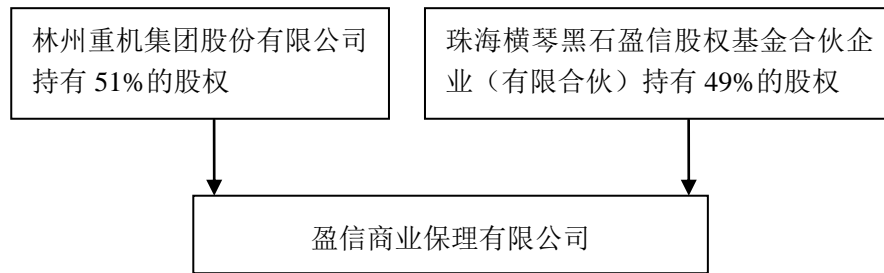 林州重机集团股份有限公司
持有 51%的股权
珠海横琴黑石盈信股权基金合伙企
业（有限合伙）持有 49%的股权
盈信商业保理有限公司